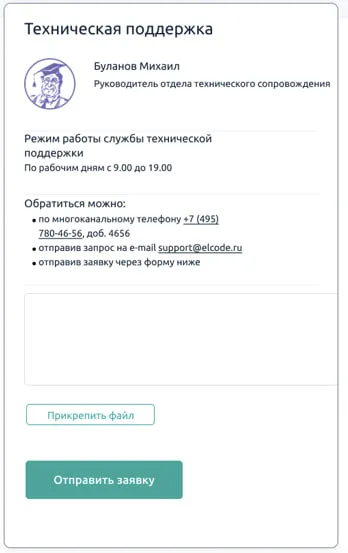 Техническая поддержка
Буланов Михаил
Руководитель отдела технического сопровождения
Режим работы службы технической
поддержки
По рабочим дням с 9.00 до 19.00
Обратиться можно:
• по многоканальному телефону +7 (495)
780-46-56, доб. 4656
• отправив запрос на e-mail support@elcode.ru
• отправив заявку через форму ниже
Прикрепить файл
Отправить заявку